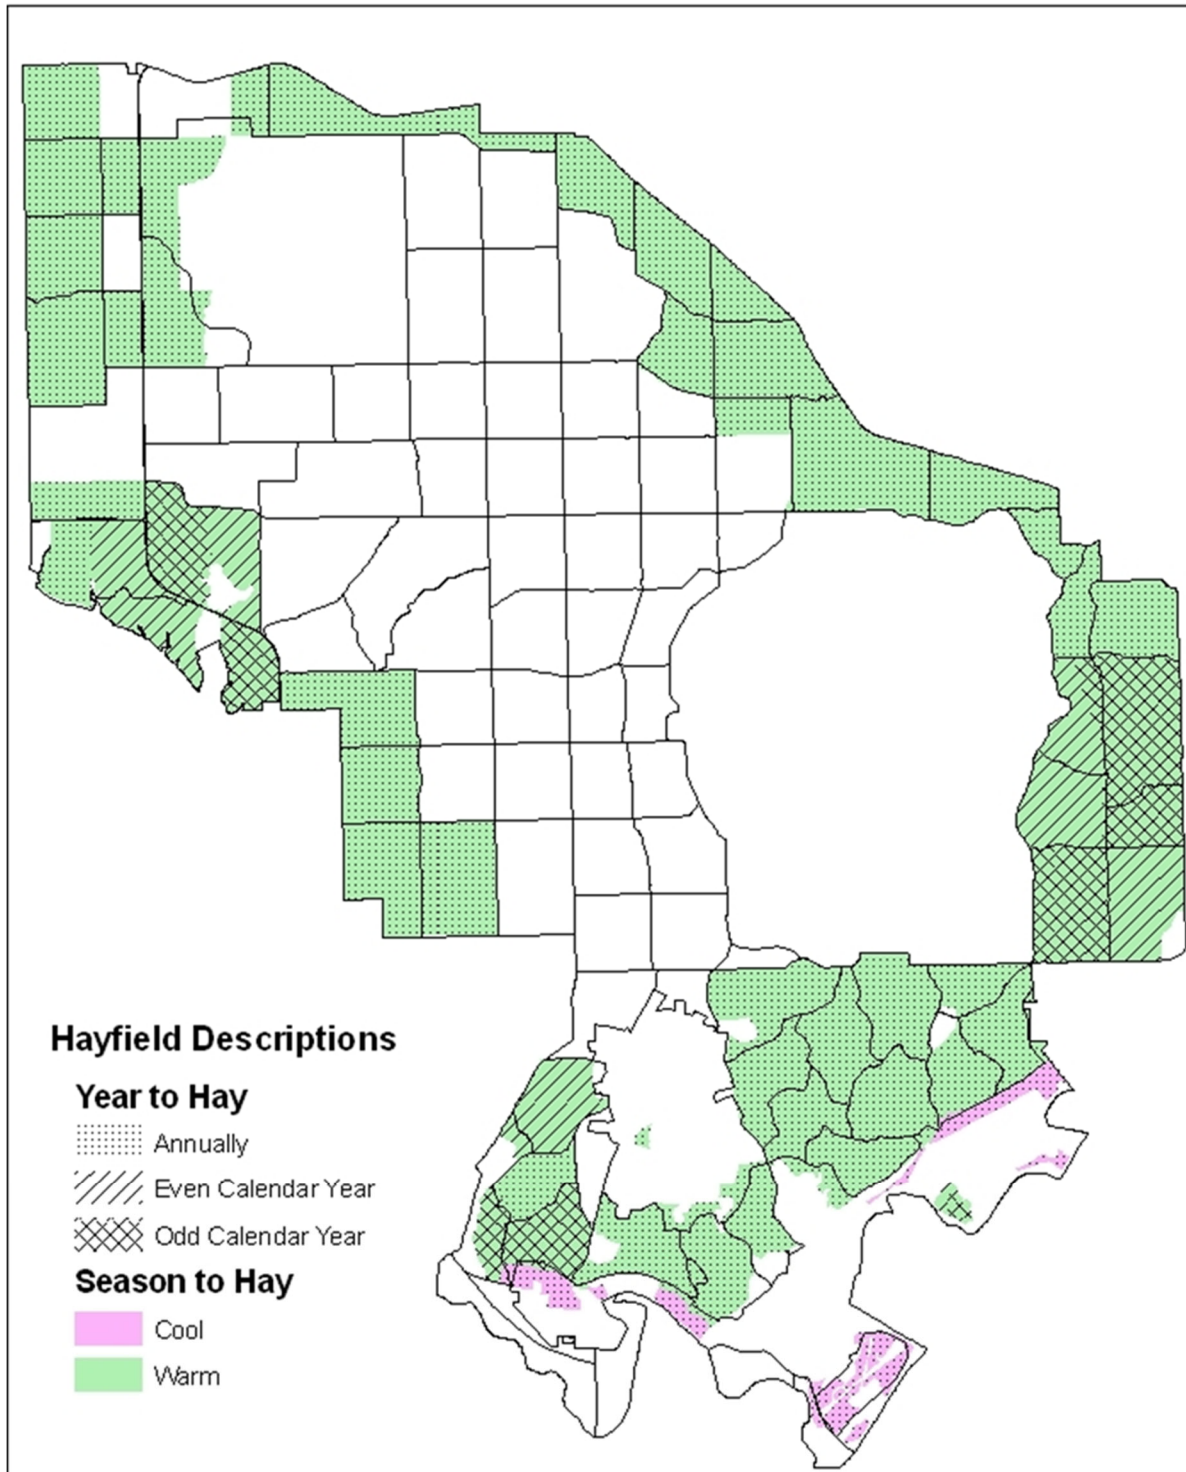 Hayfield Descriptions
Year to Hay
Annually
Even Calendar Year
Odd Calendar Year
Season to Hay
Cool
Warm